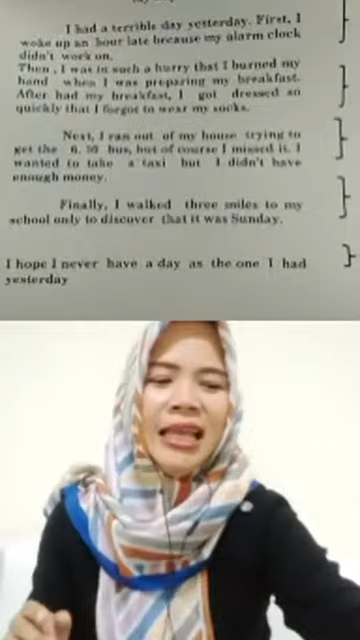 I had a terrible day yesterday. First, I
woke up an hour late because my alarm clock
didn't work on.
Then, I was in such a hurry that I burned my
hand when I was preparing my breakfast.
After had my breakfast, I got dressed so
quickly that I forgot to wear my socks.
Next, I ran out of my house trying to
get the 6. 30 bus, but of course I missed it. I
wanted to take a taxi but I didn't have
enough money.
Finally, I walked three miles to my
school only to discover that it was Sunday.
I hope I never have a day as the one I had
yesterday